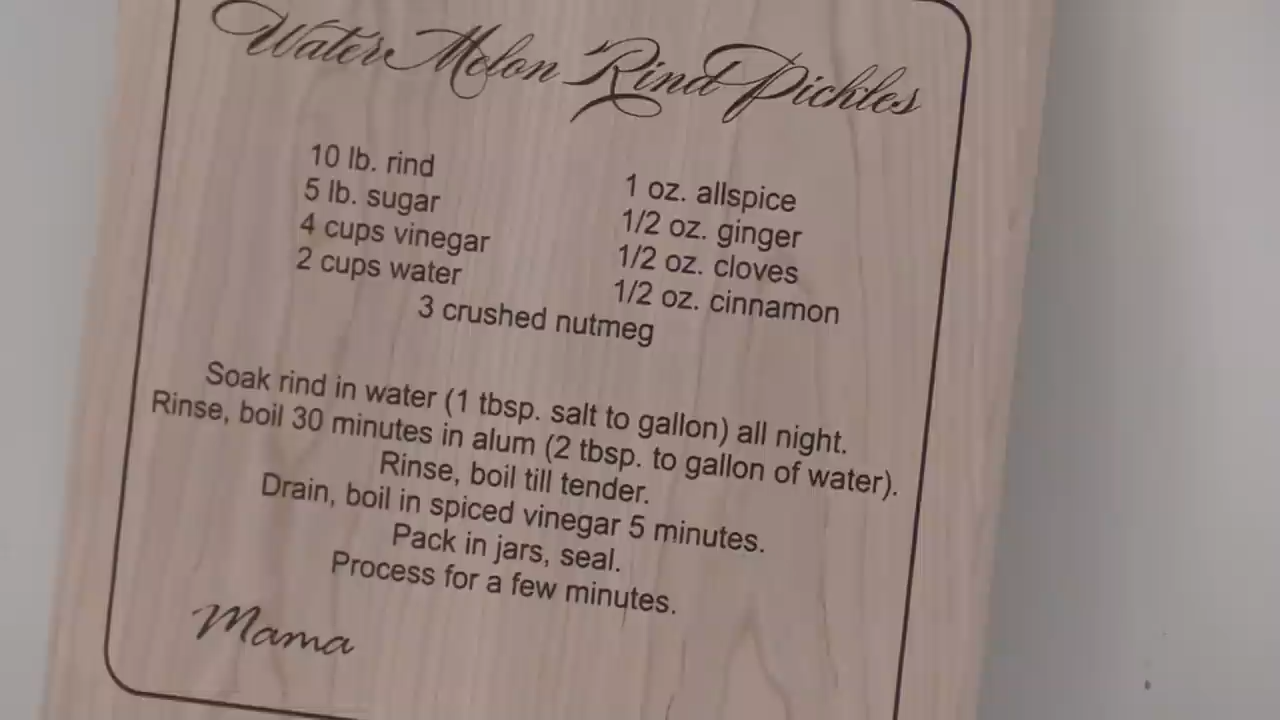 Water Melon Rind Pickles
10 lb. rind
5 lb. sugar
4 cups vinegar
2 cups water
1 oz. allspice
1/2 oz. ginger
1/2 oz. cloves
1/2 oz. cinnamon
3 crushed nutmeg
Soak rind in water (1 tbsp. salt to gallon) all night.
Rinse, boil 30 minutes in alum (2 tbsp. to gallon of water).
Rinse, boil till tender.
Drain, boil in spiced vinegar 5 minutes.
Pack in jars, seal.
Process for a few minutes.
Mama